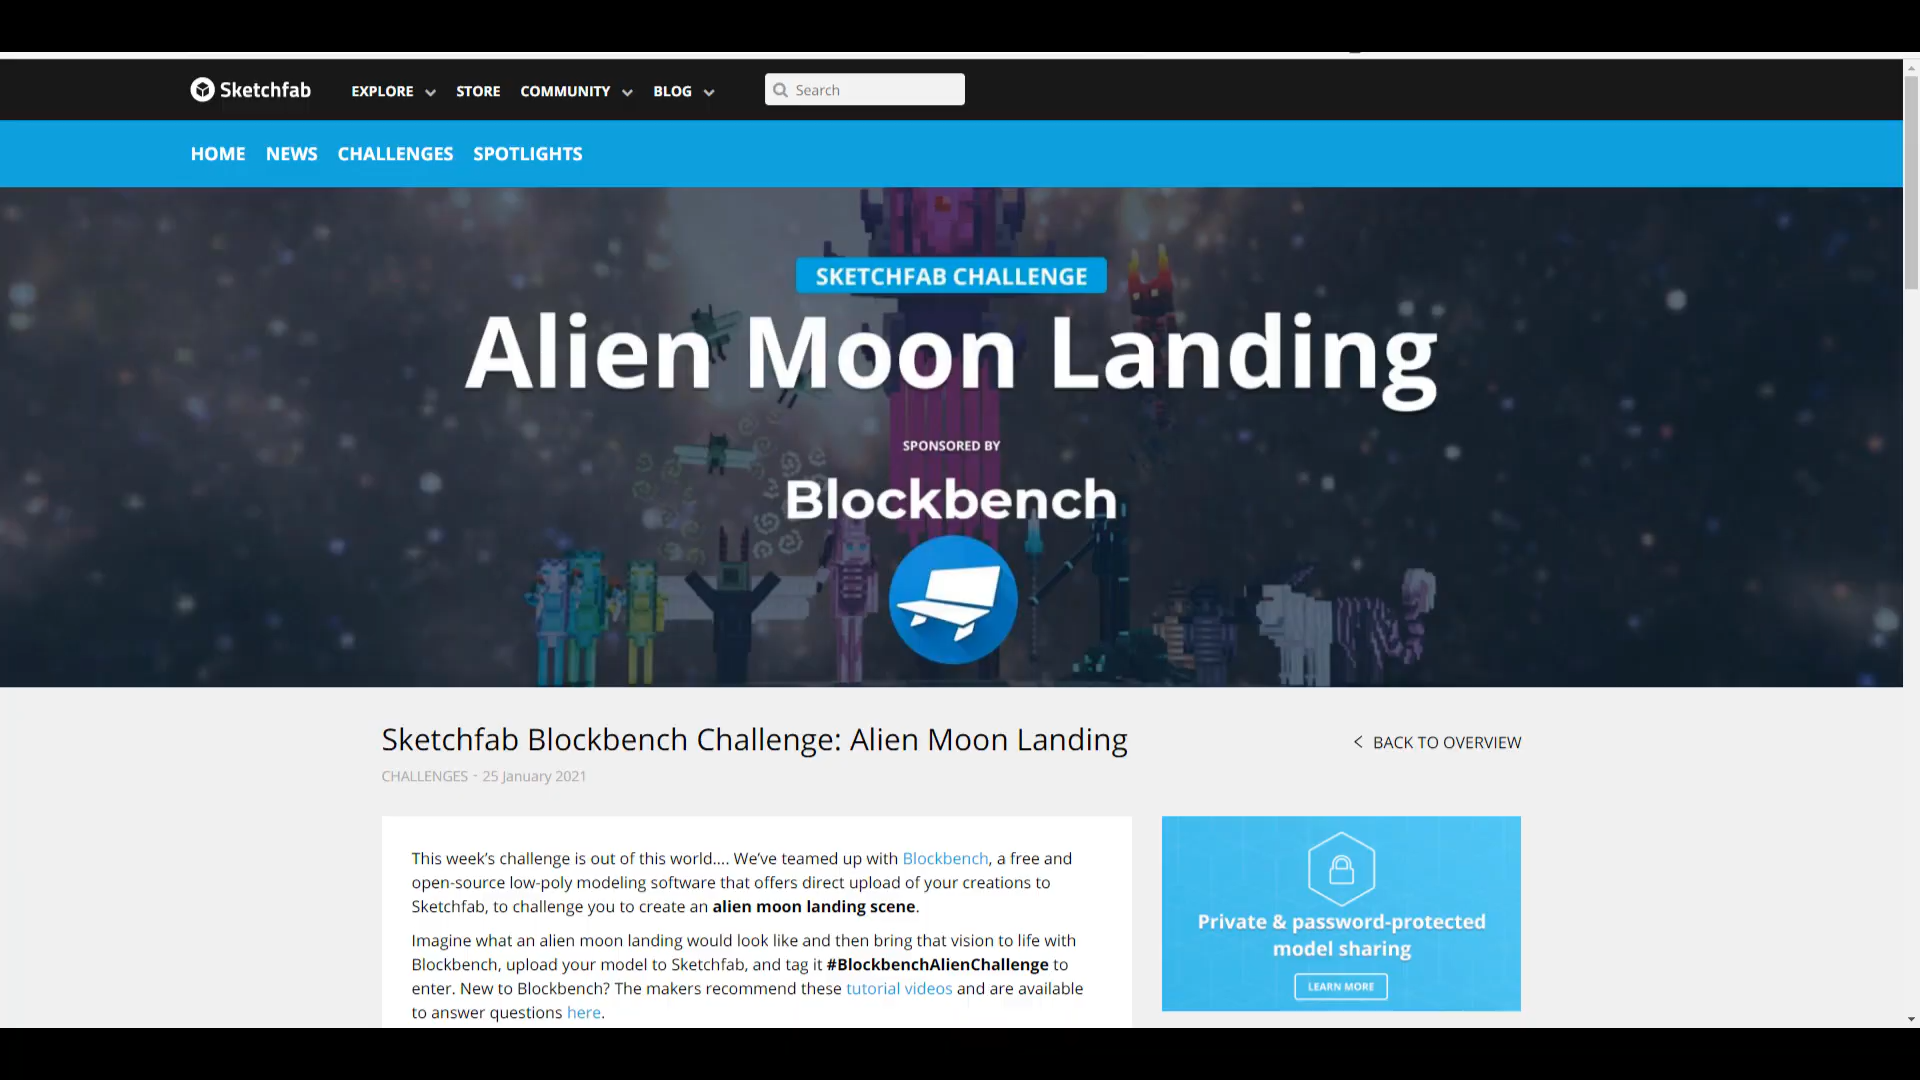 Sketchfab EXPLORE STORE COMMUNITY BLOG Search
HOME NEWS CHALLENGES SPOTLIGHTS
SKETCHFAB CHALLENGE
Alien Moon Landing
SPONSORED BY
Blockbench
Sketchfab Blockbench Challenge: Alien Moon Landing
BACK TO OVERVIEW
CHALLENGES - 25 January 2021
This week’s challenge is out of this world…. We’ve teamed up with Blockbench, a free and
open-source low-poly modeling software that offers direct upload of your creations to
Sketchfab, to challenge you to create an alien moon landing scene.
Imagine what an alien moon landing would look like and then bring that vision to life with
Blockbench, upload your model to Sketchfab, and tag it #BlockbenchAlienChallenge to
enter. New to Blockbench? The makers recommend these tutorial videos and are available
to answer questions here.
Private & password-protected
model sharing
LEARN MORE